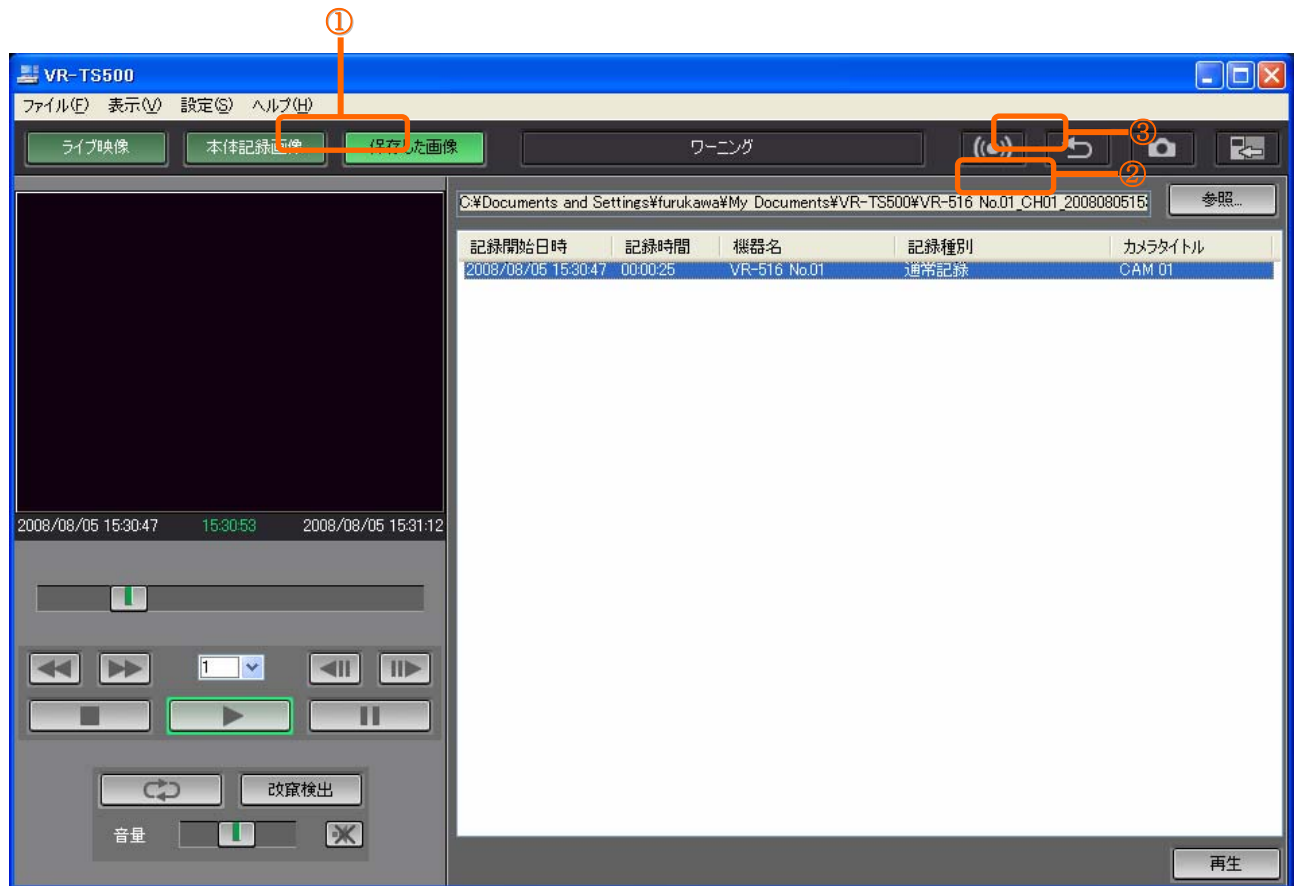 ①
VR-TS500
ファイル(F) 表示(V) 設定(S) ヘルプ(H)
ライブ映像 本体記録画像 保存した画像 ワーニング
③
②
C:¥Documents and Settings¥furukawa¥My Documents¥VR-TS500¥VR-516 No.01_CH01_2008080515 参照...
記録開始日時 記録時間 機器名 記録種別 カメラタイトル
2008/08/05 15:30:47 00:00:25 VR-516 No.01 通常記録 CAM 01
2008/08/05 15:30:47 15:30:53 2008/08/05 15:31:12
1
改竄検出
音量
再生